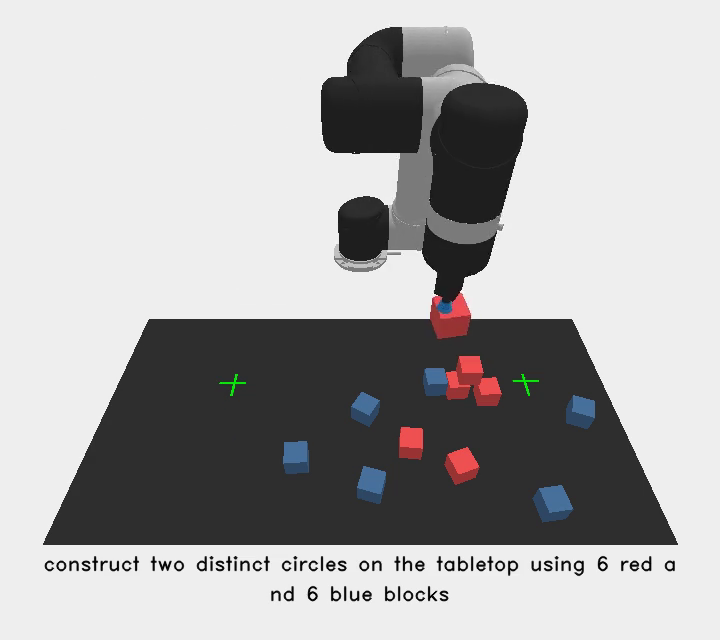 construct two distinct circles on the tabletop using 6 red a
nd 6 blue blocks